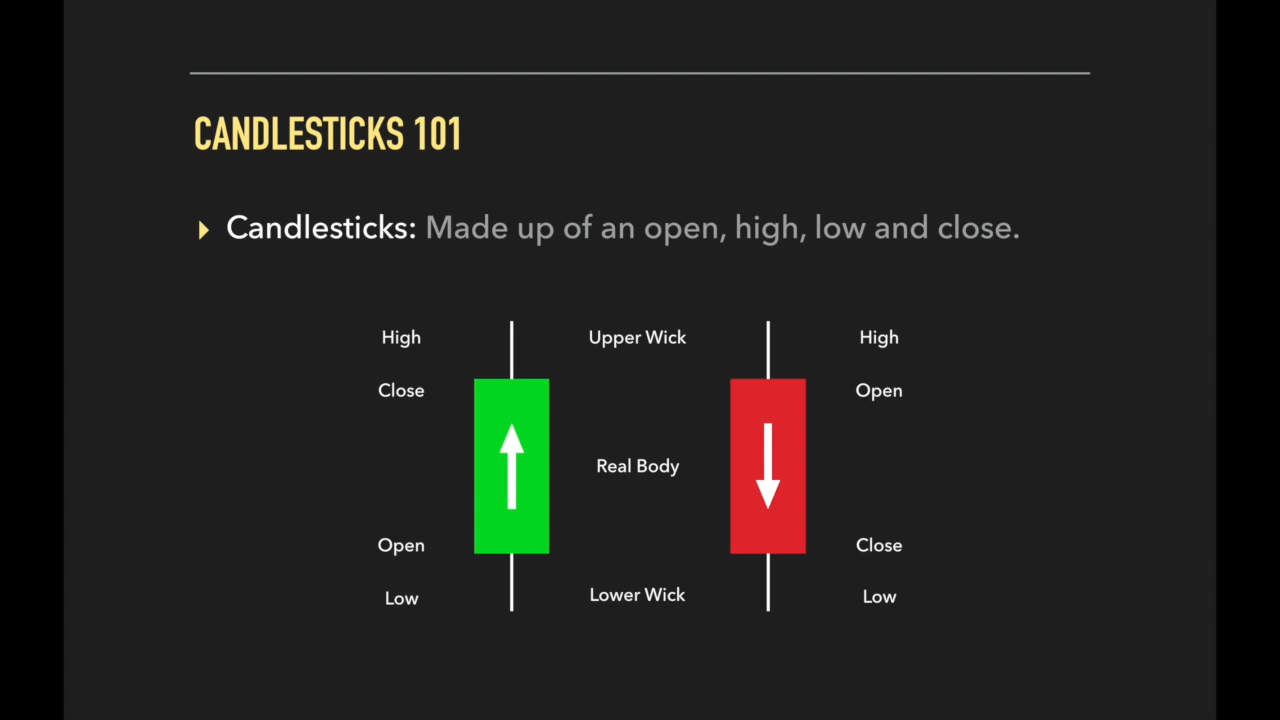 CANDLESTICKS 101
Candlesticks: Made up of an open, high, low and close.
High Upper Wick High
Close Open
Real Body
Open Close
Low Lower Wick Low